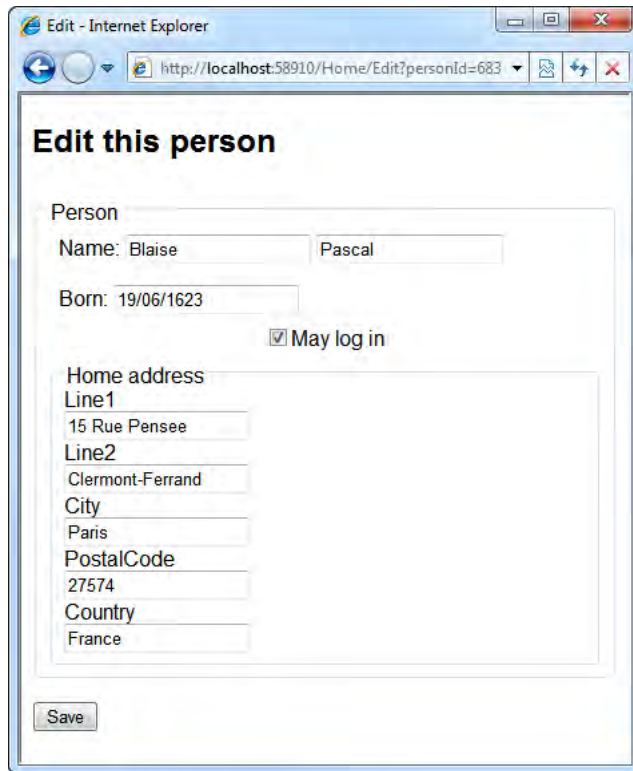 Edit - Internet Explorer
http://localhost:58910/Home/Edit?personId=683
Edit this person
Person
Name: Blaise Pascal
Born: 19/06/1623
May log in
Home address
Line1
15 Rue Pensee
Line2
Clermont-Ferrand
City
Paris
PostalCode
27574
Country
France
Save